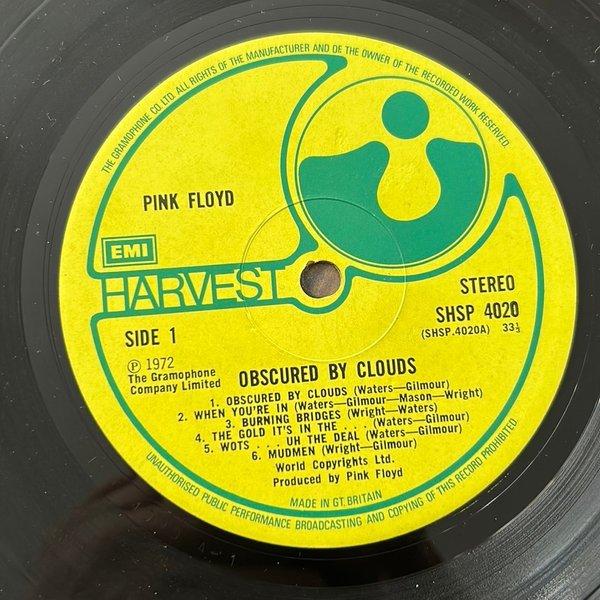 THE GRAMOPHONE CO. LTD. ALL RIGHTS OF THE MANUFACTURER AND OF THE OWNER OF THE RECORDED WORK RESERVED.
PINK FLOYD
EMI
HARVEST
STEREO
SHSP 4020
(SHSP.4020A) 33⅓
SIDE 1
Ⓟ 1972
The Gramophone
Company Limited
OBSCURED BY CLOUDS
1. OBSCURED BY CLOUDS (Waters—Gilmour)
2. WHEN YOU'RE IN (Waters—Gilmour—Mason—Wright)
3. BURNING BRIDGES (Wright—Waters)
4. THE GOLD IT'S IN THE . . . (Waters—Gilmour)
5. WOTS . . . UH THE DEAL (Waters—Gilmour)
6. MUDMEN (Wright—Gilmour)
World Copyrights Ltd.
Produced by Pink Floyd
MADE IN GT. BRITAIN
UNAUTHORISED PUBLIC PERFORMANCE BROADCASTING AND COPYING OF THIS RECORD PROHIBITED